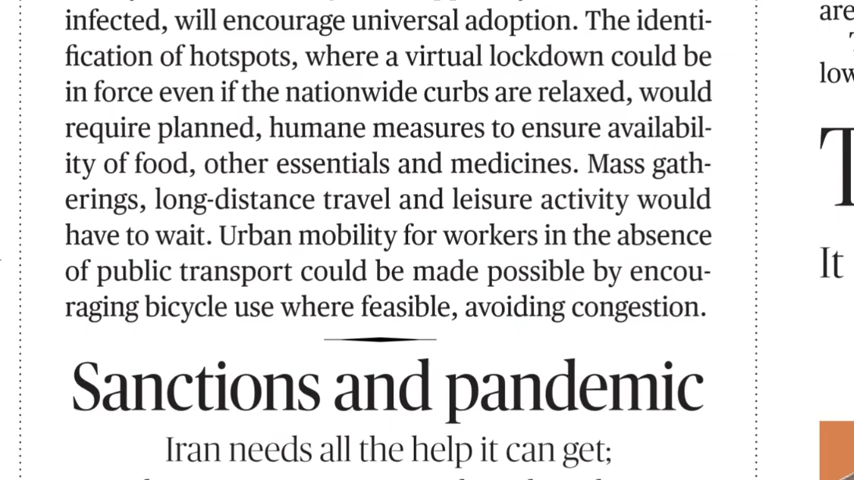 infected, will encourage universal adoption. The identi-
fication of hotspots, where a virtual lockdown could be
in force even if the nationwide curbs are relaxed, would
require planned, humane measures to ensure availabil-
ity of food, other essentials and medicines. Mass gath-
erings, long-distance travel and leisure activity would
have to wait. Urban mobility for workers in the absence
of public transport could be made possible by encou-
raging bicycle use where feasible, avoiding congestion.
Sanctions and pandemic
Iran needs all the help it can get;
are
low
T
It